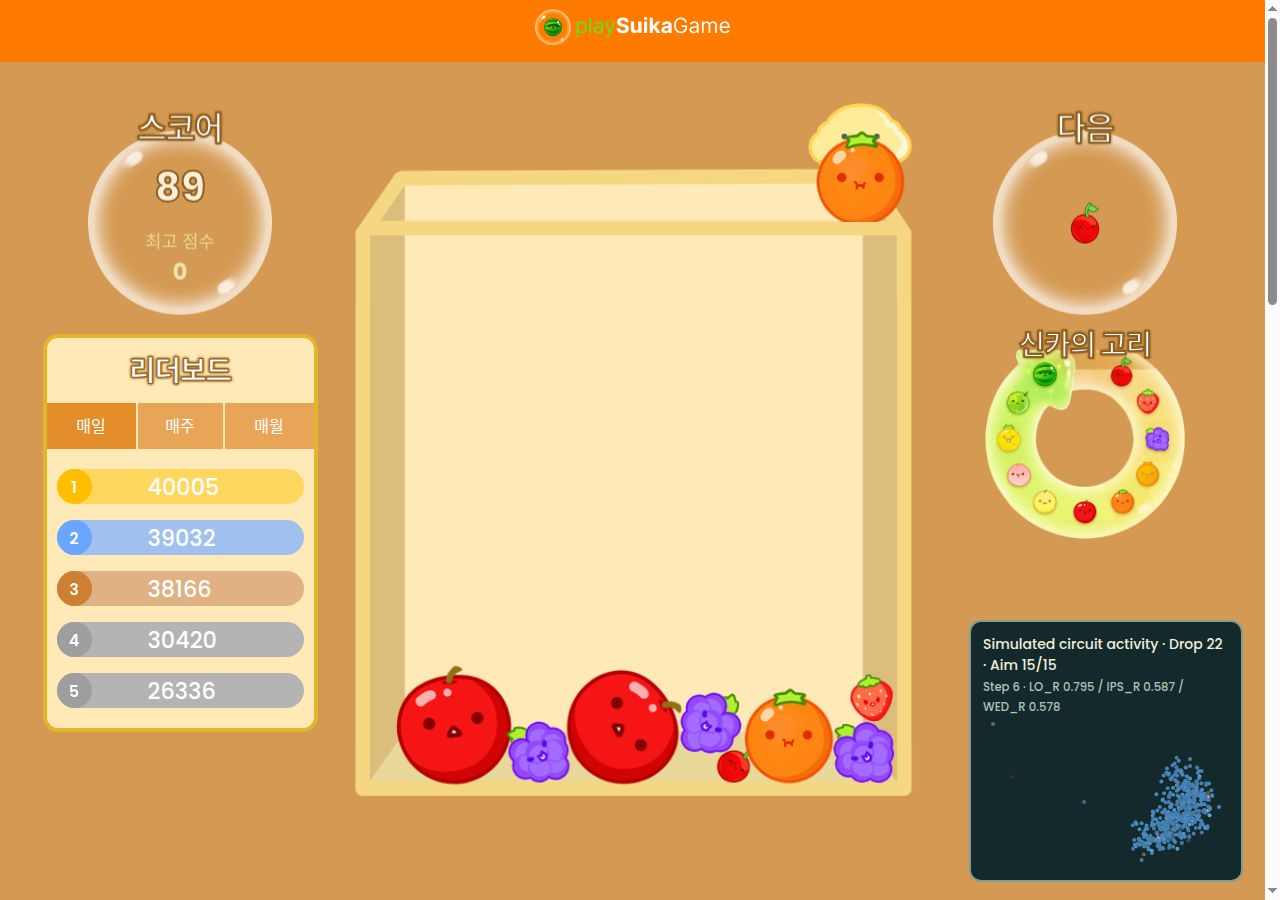 playSuikaGame
스코어
89
최고 점수
0
다음
리더보드
매일 매주 매월
1 40005
2 39032
3 38166
4 30420
5 26336
신카의 고리
Simulated circuit activity · Drop 22
· Aim 15/15
Step 6 · LO_R 0.795 / IPS_R 0.587 /
WED_R 0.578